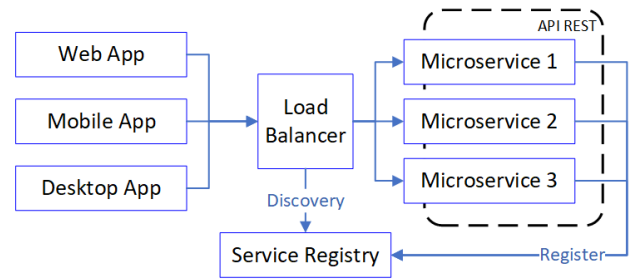 API REST
Web App
Microservice 1
Load
Balancer
Mobile App
Microservice 2
Desktop App
Microservice 3
Discovery
Service Registry
Register